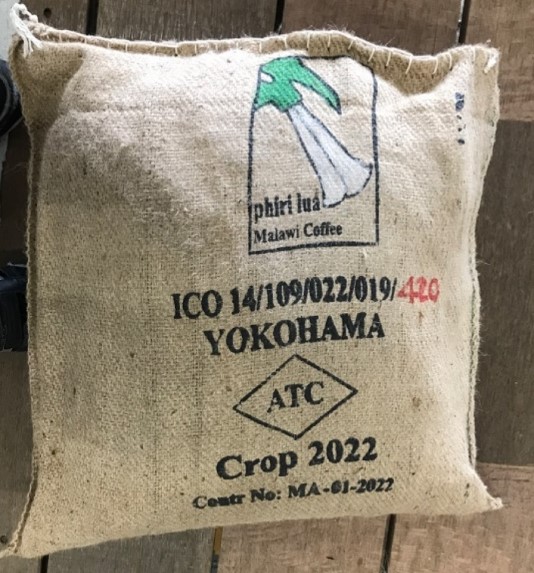 phiri lua
Malawi Coffee
ICO 14/109/022/019/420
YOKOHAMA
ATC
Crop 2022
Contr No: MA-01-2022